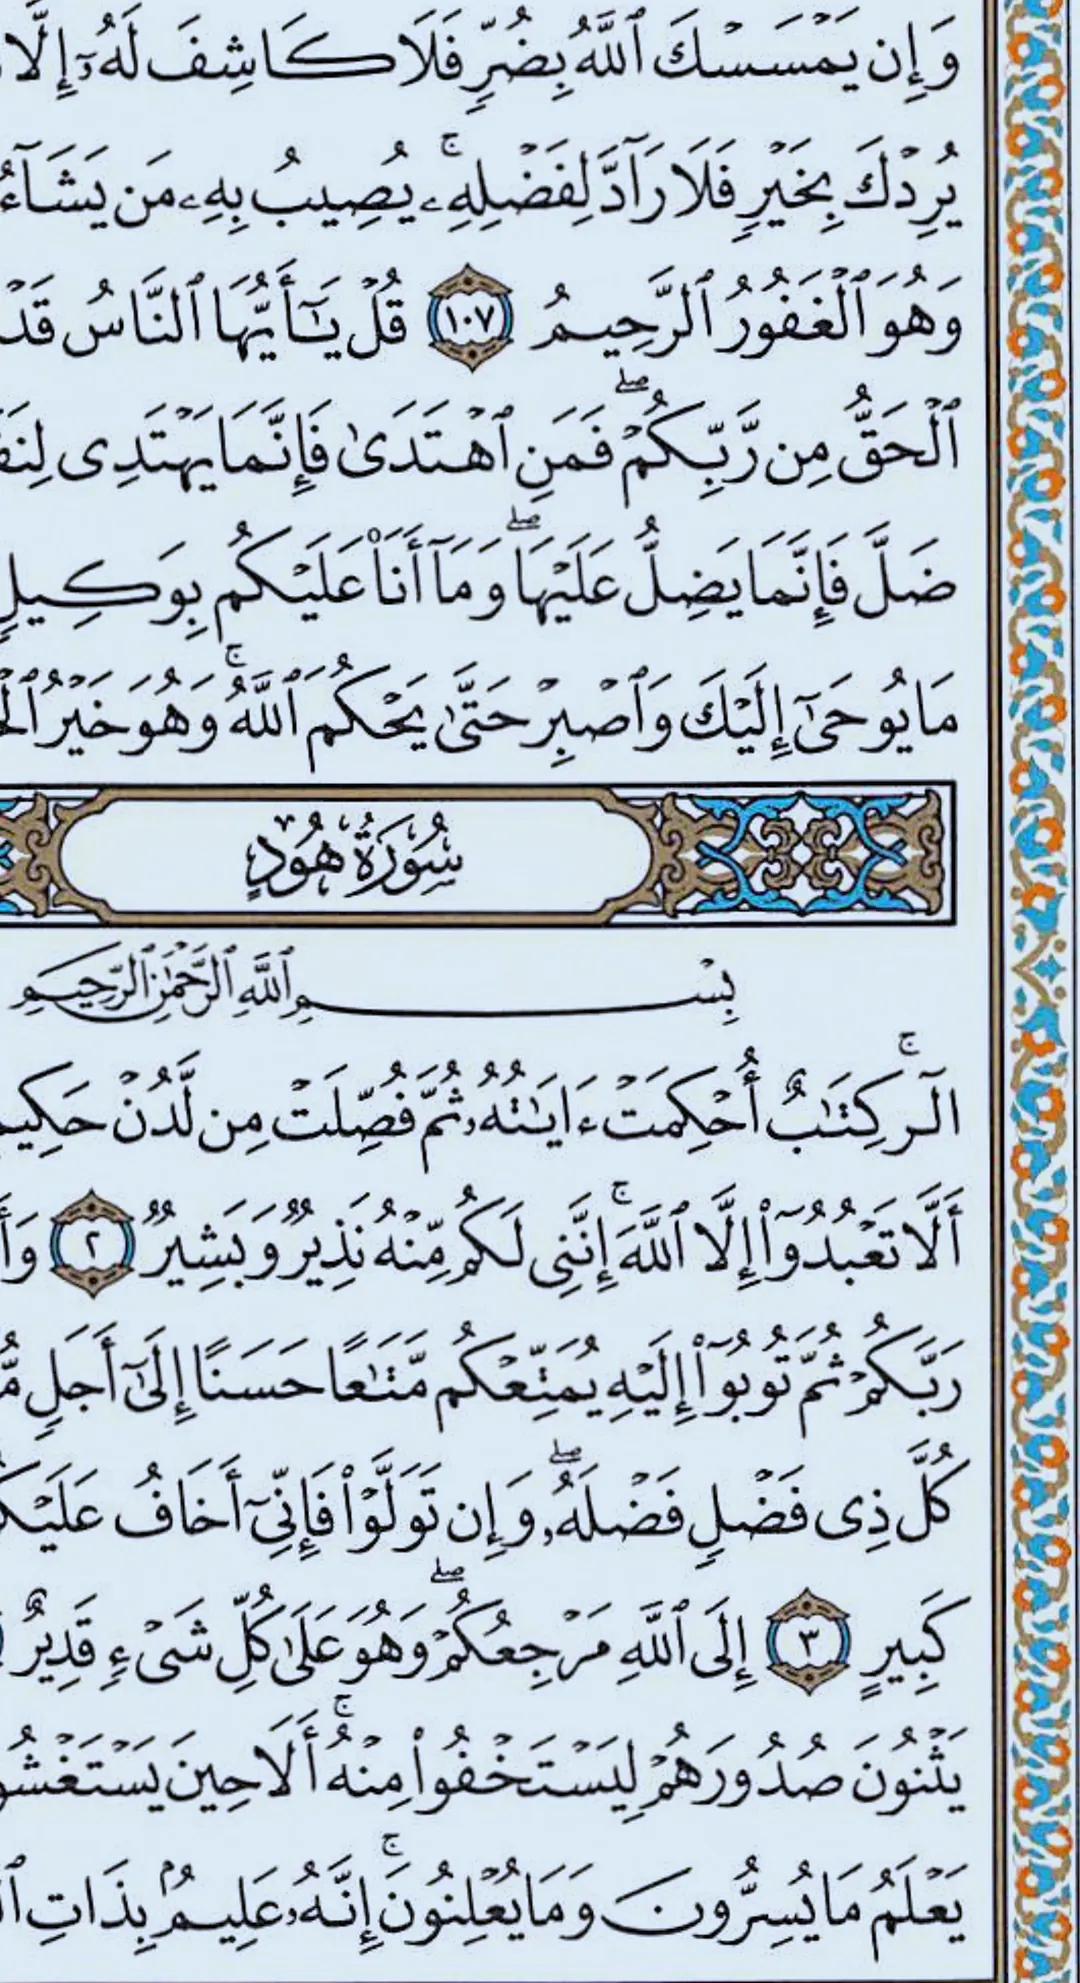 وَإِن يَمْسَسْكَ ٱللَّهُ بِضُرٍّ فَلَا كَاشِفَ لَهُۥٓ إِلَّا
يُرِدْكَ بِخَيْرٍ فَلَا رَآدَّ لِفَضْلِهِۦ ۚ يُصِيبُ بِهِۦ مَن يَشَآءُ
وَهُوَ ٱلْغَفُورُ ٱلرَّحِيمُ ١٠٧ قُلْ يَـٰٓأَيُّهَا ٱلنَّاسُ قَدْ
ٱلْحَقُّ مِن رَّبِّكُمْ ۖ فَمَنِ ٱهْتَدَىٰ فَإِنَّمَا يَهْتَدِى
ضَلَّ فَإِنَّمَا يَضِلُّ عَلَيْهَا ۖ وَمَآ أَنَا۠ عَلَيْكُم بِوَكِيلٍ
مَا يُوحَىٰٓ إِلَيْكَ وَٱصْبِرْ حَتَّىٰ يَحْكُمَ ٱللَّهُ ۚ وَهُوَ خَيْرُ
سُورَةُ هُودٍ
بِسْمِ ٱللَّهِ ٱلرَّحْمَـٰنِ ٱلرَّحِيمِ
الٓر ۚ كِتَـٰبٌ أُحْكِمَتْ ءَايَـٰتُهُۥ ثُمَّ فُصِّلَتْ مِن لَّدُنْ
أَلَّا تَعْبُدُوٓا۟ إِلَّا ٱللَّهَ ۚ إِنَّنِى لَكُم مِّنْهُ نَذِيرٌ وَبَشِيرٌ ٢
رَبَّكُمْ ثُمَّ تُوبُوٓا۟ إِلَيْهِ يُمَتِّعْكُم مَّتَـٰعًا حَسَنًا إِلَىٰٓ أَجَلٍ
كُلَّ ذِى فَضْلٍ فَضْلَهُۥ ۖ وَإِن تَوَلَّوْا۟ فَإِنِّىٓ أَخَافُ
كَبِيرٍ ٣ إِلَى ٱللَّهِ مَرْجِعُكُمْ ۖ وَهُوَ عَلَىٰ كُلِّ شَىْءٍ قَدِيرٌ
يَثْنُونَ صُدُورَهُمْ لِيَسْتَخْفُوا۟ مِنْهُ ۚ أَلَا حِينَ
يَعْلَمُ مَا يُسِرُّونَ وَمَا يُعْلِنُونَ ۚ إِنَّهُۥ عَلِيمٌۢ بِذَاتِ